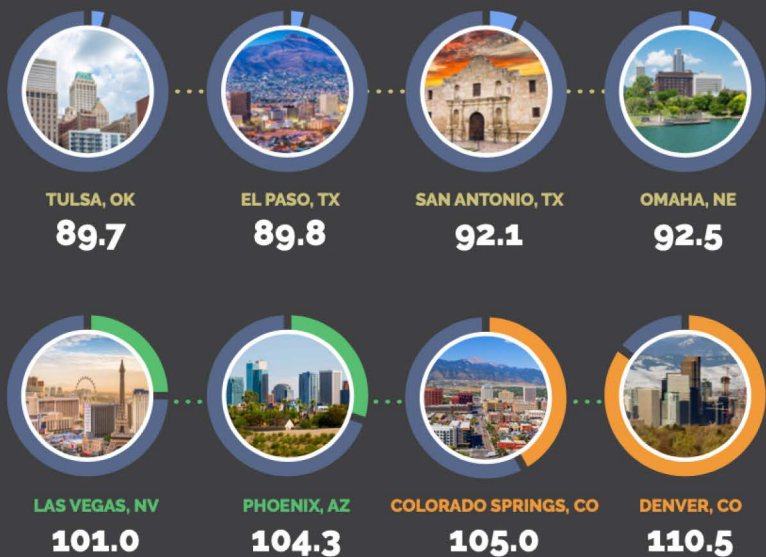 TULSA, OK
89.7
EL PASO, TX
89.8
SAN ANTONIO, TX
92.1
OMAHA, NE
92.5
LAS VEGAS, NV
101.0
PHOENIX, AZ
104.3
COLORADO SPRINGS, CO
105.0
DENVER, CO
110.5